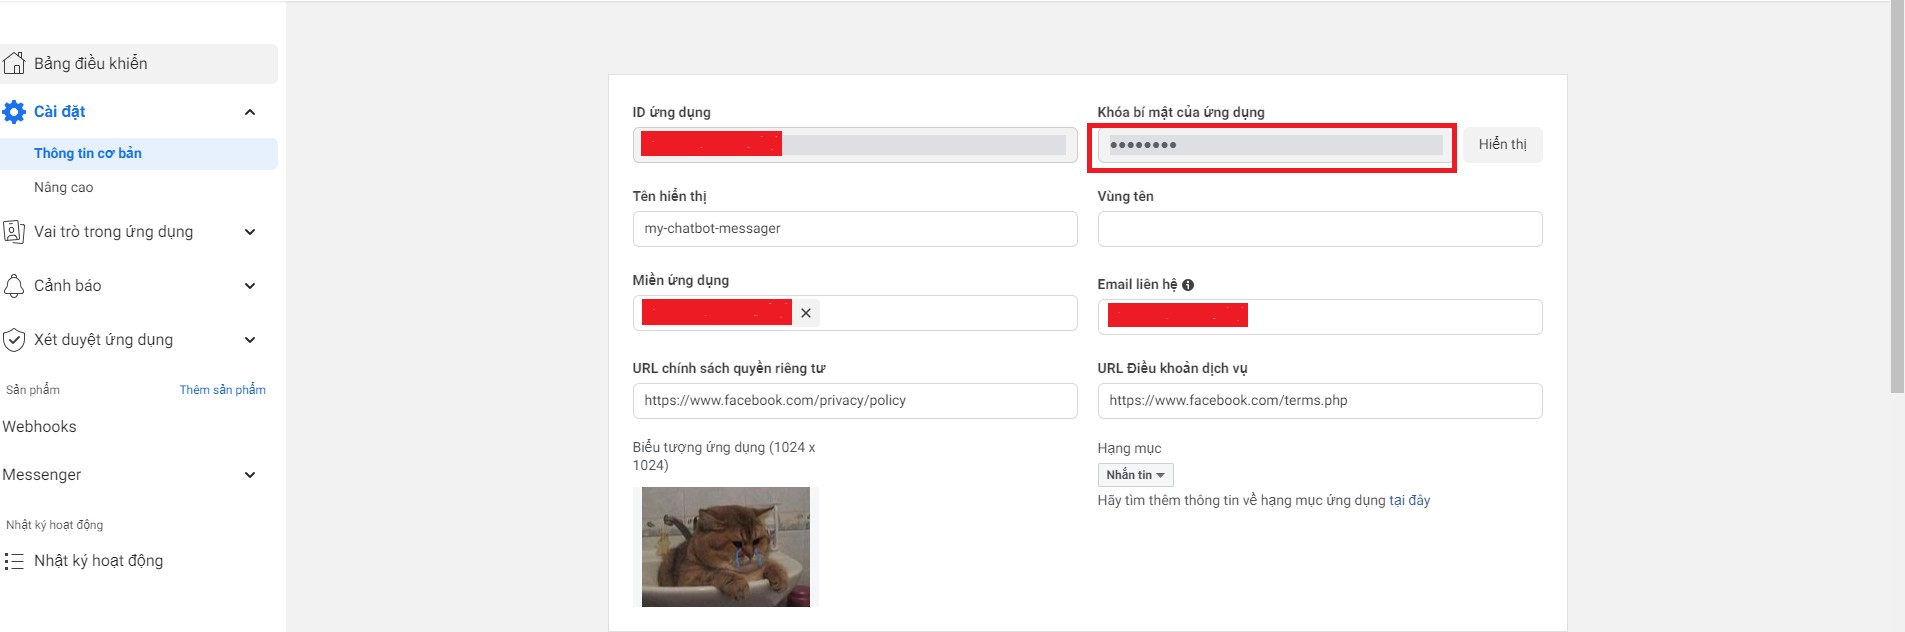 Bảng điều khiển
Cài đặt
Thông tin cơ bản
Nâng cao
Vai trò trong ứng dụng
Cảnh báo
Xét duyệt ứng dụng
Sản phẩm Thêm sản phẩm
Webhooks
Messenger
Nhật ký hoạt động
Nhật ký hoạt động
ID ứng dụng
Khóa bí mật của ứng dụng
●●●●●●●●
Hiển thị
Tên hiển thị
my-chatbot-messager
Vùng tên
Miền ứng dụng
Email liên hệ
URL chính sách quyền riêng tư
https://www.facebook.com/privacy/policy
URL Điều khoản dịch vụ
https://www.facebook.com/terms.php
Biểu tượng ứng dụng (1024 x
1024)
Hạng mục
Nhắn tin
Hãy tìm thêm thông tin về hạng mục ứng dụng tại đây